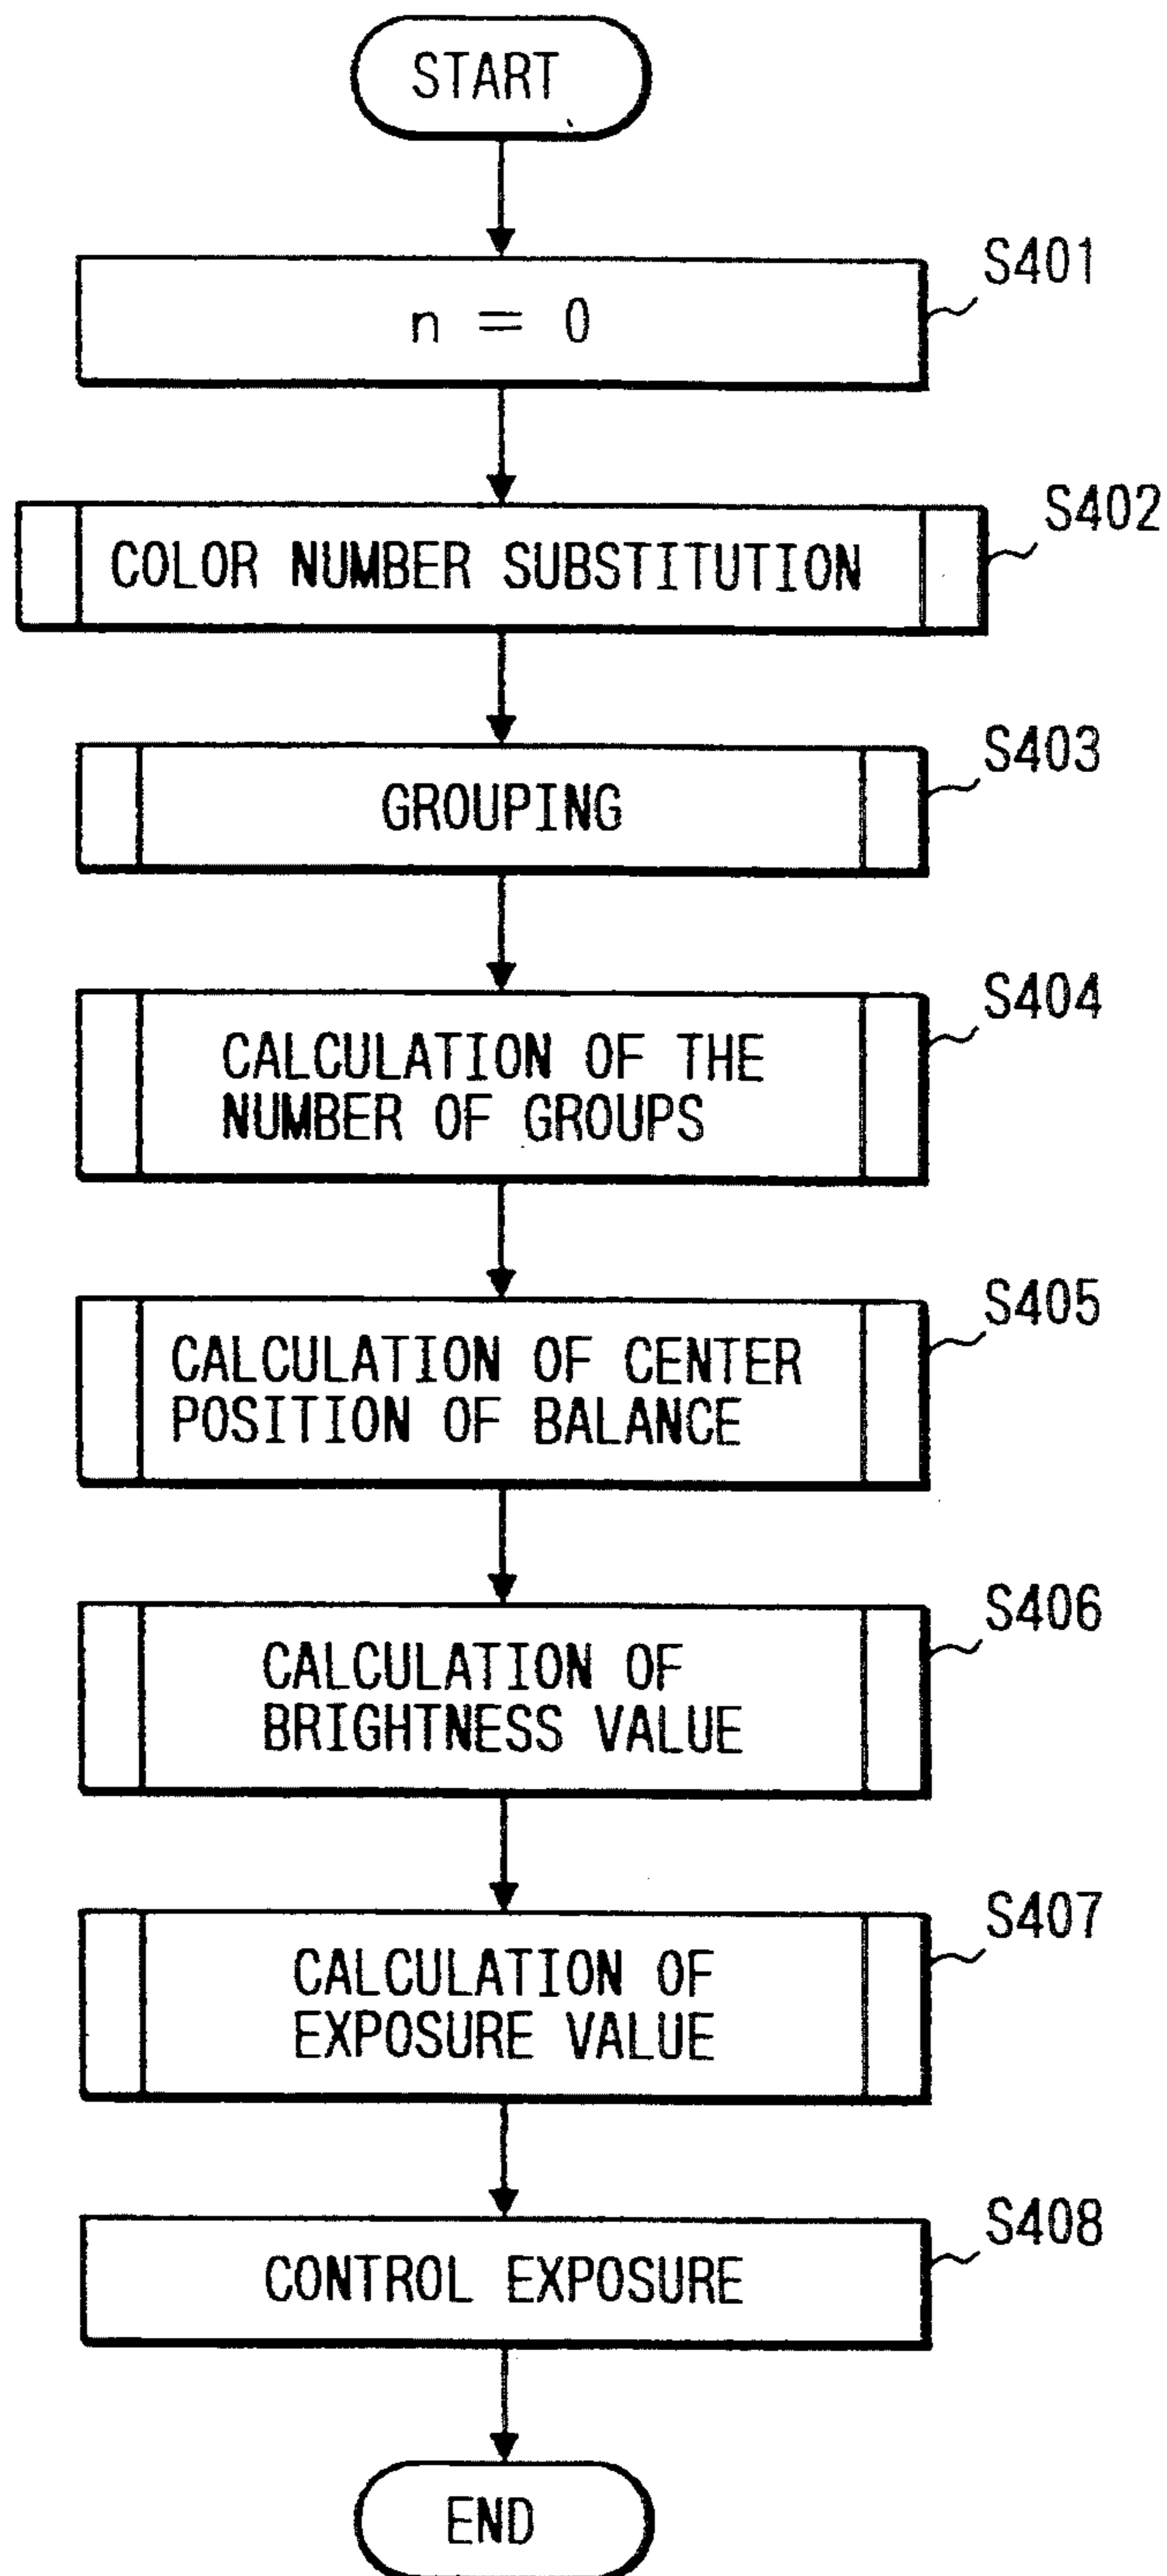 START
S401
n = 0
S402
COLOR NUMBER SUBSTITUTION
S403
GROUPING
S404
CALCULATION OF THE
NUMBER OF GROUPS
S405
CALCULATION OF CENTER
POSITION OF BALANCE
S406
CALCULATION OF
BRIGHTNESS VALUE
S407
CALCULATION OF
EXPOSURE VALUE
S408
CONTROL EXPOSURE
END